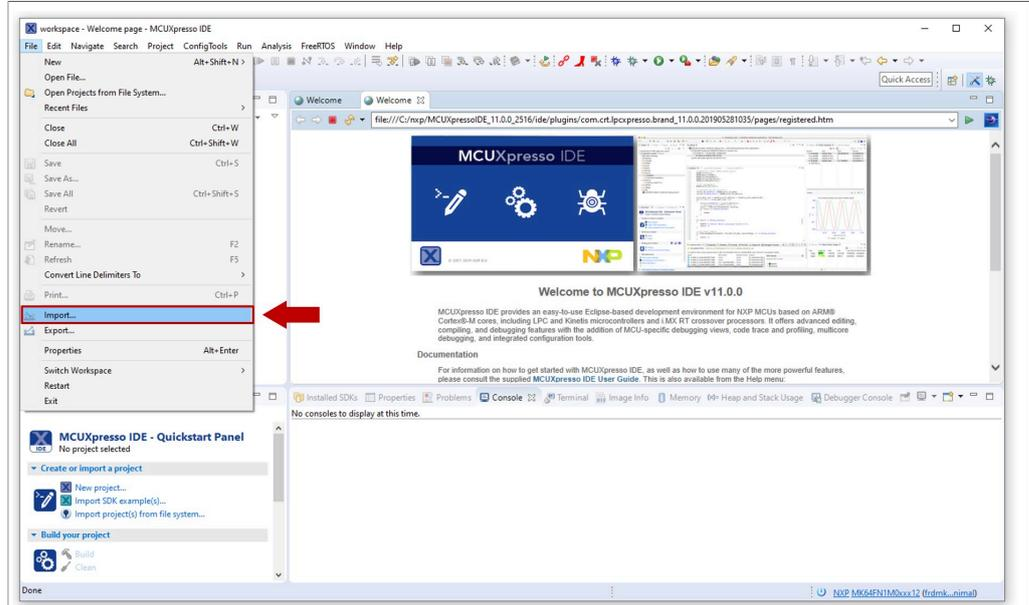 workspace - Welcome page - MCUXpresso IDE
File Edit Navigate Search Project ConfigTools Run Analysis FreeRTOS Window Help
New Alt+Shift+N >
Open File...
Open Projects from File System...
Recent Files >
Close Ctrl+W
Close All Ctrl+Shift+W
Save Ctrl+S
Save As...
Save All Ctrl+Shift+S
Revert
Move...
Rename... F2
Refresh F5
Convert Line Delimiters To >
Print... Ctrl+P
Import...
Export...
Properties Alt+Enter
Switch Workspace >
Restart
Exit
Quick Access
Welcome Welcome
file:///C:/nxp/MCUXpressoIDE_11.0.0_2516/ide/plugins/com.crt.lpcxpresso.brand_11.0.0.201905281035/pages/registered.htm
MCUXpresso IDE
NXP
Welcome to MCUXpresso IDE v11.0.0
MCUXpresso IDE provides an easy-to-use Eclipse-based development environment for NXP MCUs based on ARM®
Cortex®-M cores, including LPC and Kinetis microcontrollers and i.MX RT crossover processors. It offers advanced editing,
compiling, and debugging features with the addition of MCU-specific debugging views, code trace and profiling, multicore
debugging, and integrated configuration tools.
Documentation
For information on how to get started with MCUXpresso IDE, as well as how to use many of the more powerful features,
please consult the supplied MCUXpresso IDE User Guide. This is also available from the Help menu:
Installed SDKs Properties Problems Console Terminal Image Info Memory Heap and Stack Usage Debugger Console
No consoles to display at this time.
IDE
MCUXpresso IDE - Quickstart Panel
No project selected
Create or import a project
New project...
Import SDK example(s)...
Import project(s) from file system...
Build your project
Build
Clean
Done
NXP MK64FN1M0xxx12 (frdmk...nimal)